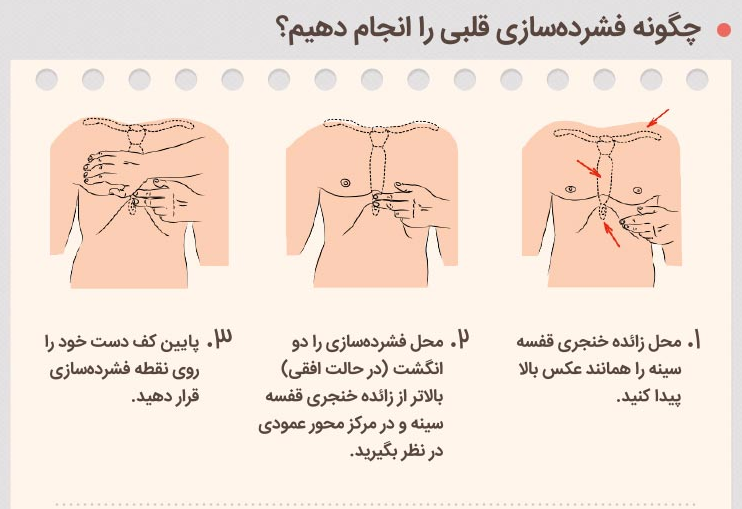 چگونه فشرده‌سازی قلبی را انجام دهیم؟
۱. محل زائده خنجری قفسه
سینه را همانند عکس بالا
پیدا کنید.
۲. محل فشرده‌سازی را دو
انگشت (در حالت افقی)
بالاتر از زائده خنجری قفسه
سینه و در مرکز محور عمودی
در نظر بگیرید.
۳. پایین کف دست خود را
روی نقطه فشرده‌سازی
قرار دهید.